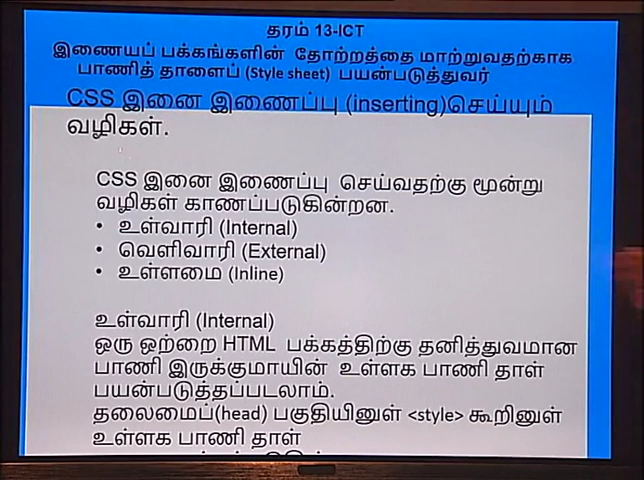 தரம் 13-ICT
இணையப் பக்கங்களின் தோற்றத்தை மாற்றுவதற்காக
பாணித் தாளைப் (Style sheet) பயன்படுத்துவர்
CSS இனை இணைப்பு (inserting)செய்யும்
வழிகள்.
CSS இனை இணைப்பு செய்வதற்கு மூன்று
வழிகள் காணப்படுகின்றன.
• உள்வாரி (Internal)
• வெளிவாரி (External)
• உள்ளமை (Inline)
உள்வாரி (Internal)
ஒரு ஒற்றை HTML பக்கத்திற்கு தனித்துவமான
பாணி இருக்குமாயின் உள்ளக பாணி தாள்
பயன்படுத்தப்படலாம்.
தலைமைப்(head) பகுதியினுள் <style> கூறினுள்
உள்ளக பாணி தாள்